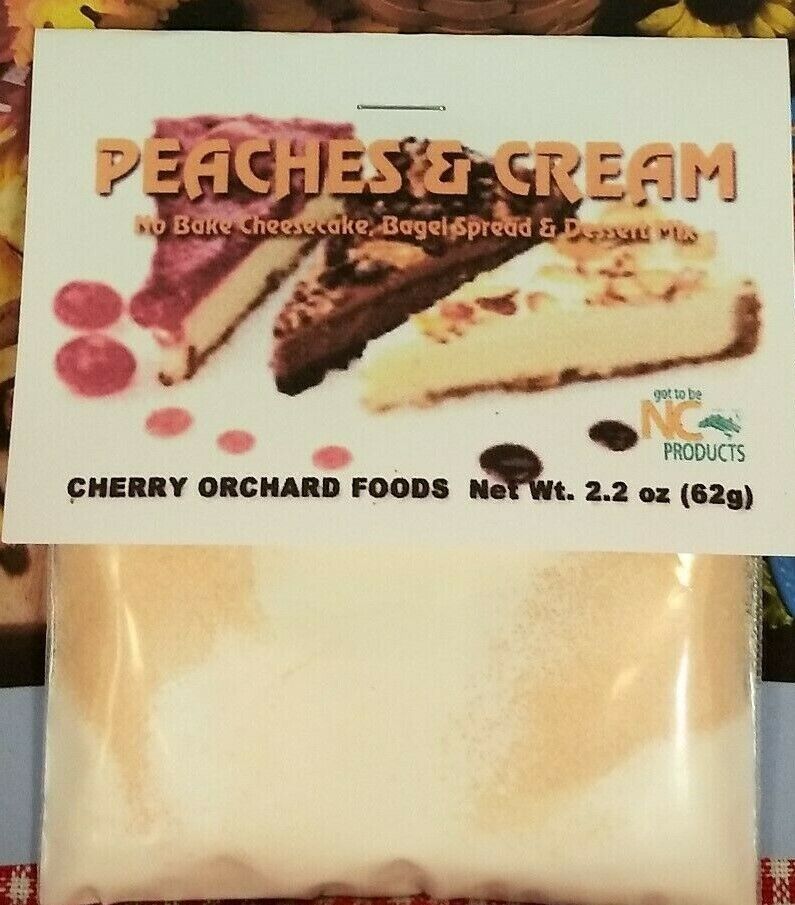 PEACHES & CREAM
No Bake Cheesecake, Bagel Spread & Dessert Mix
got to be
NC
PRODUCTS
CHERRY ORCHARD FOODS Net Wt. 2.2 oz (62g)